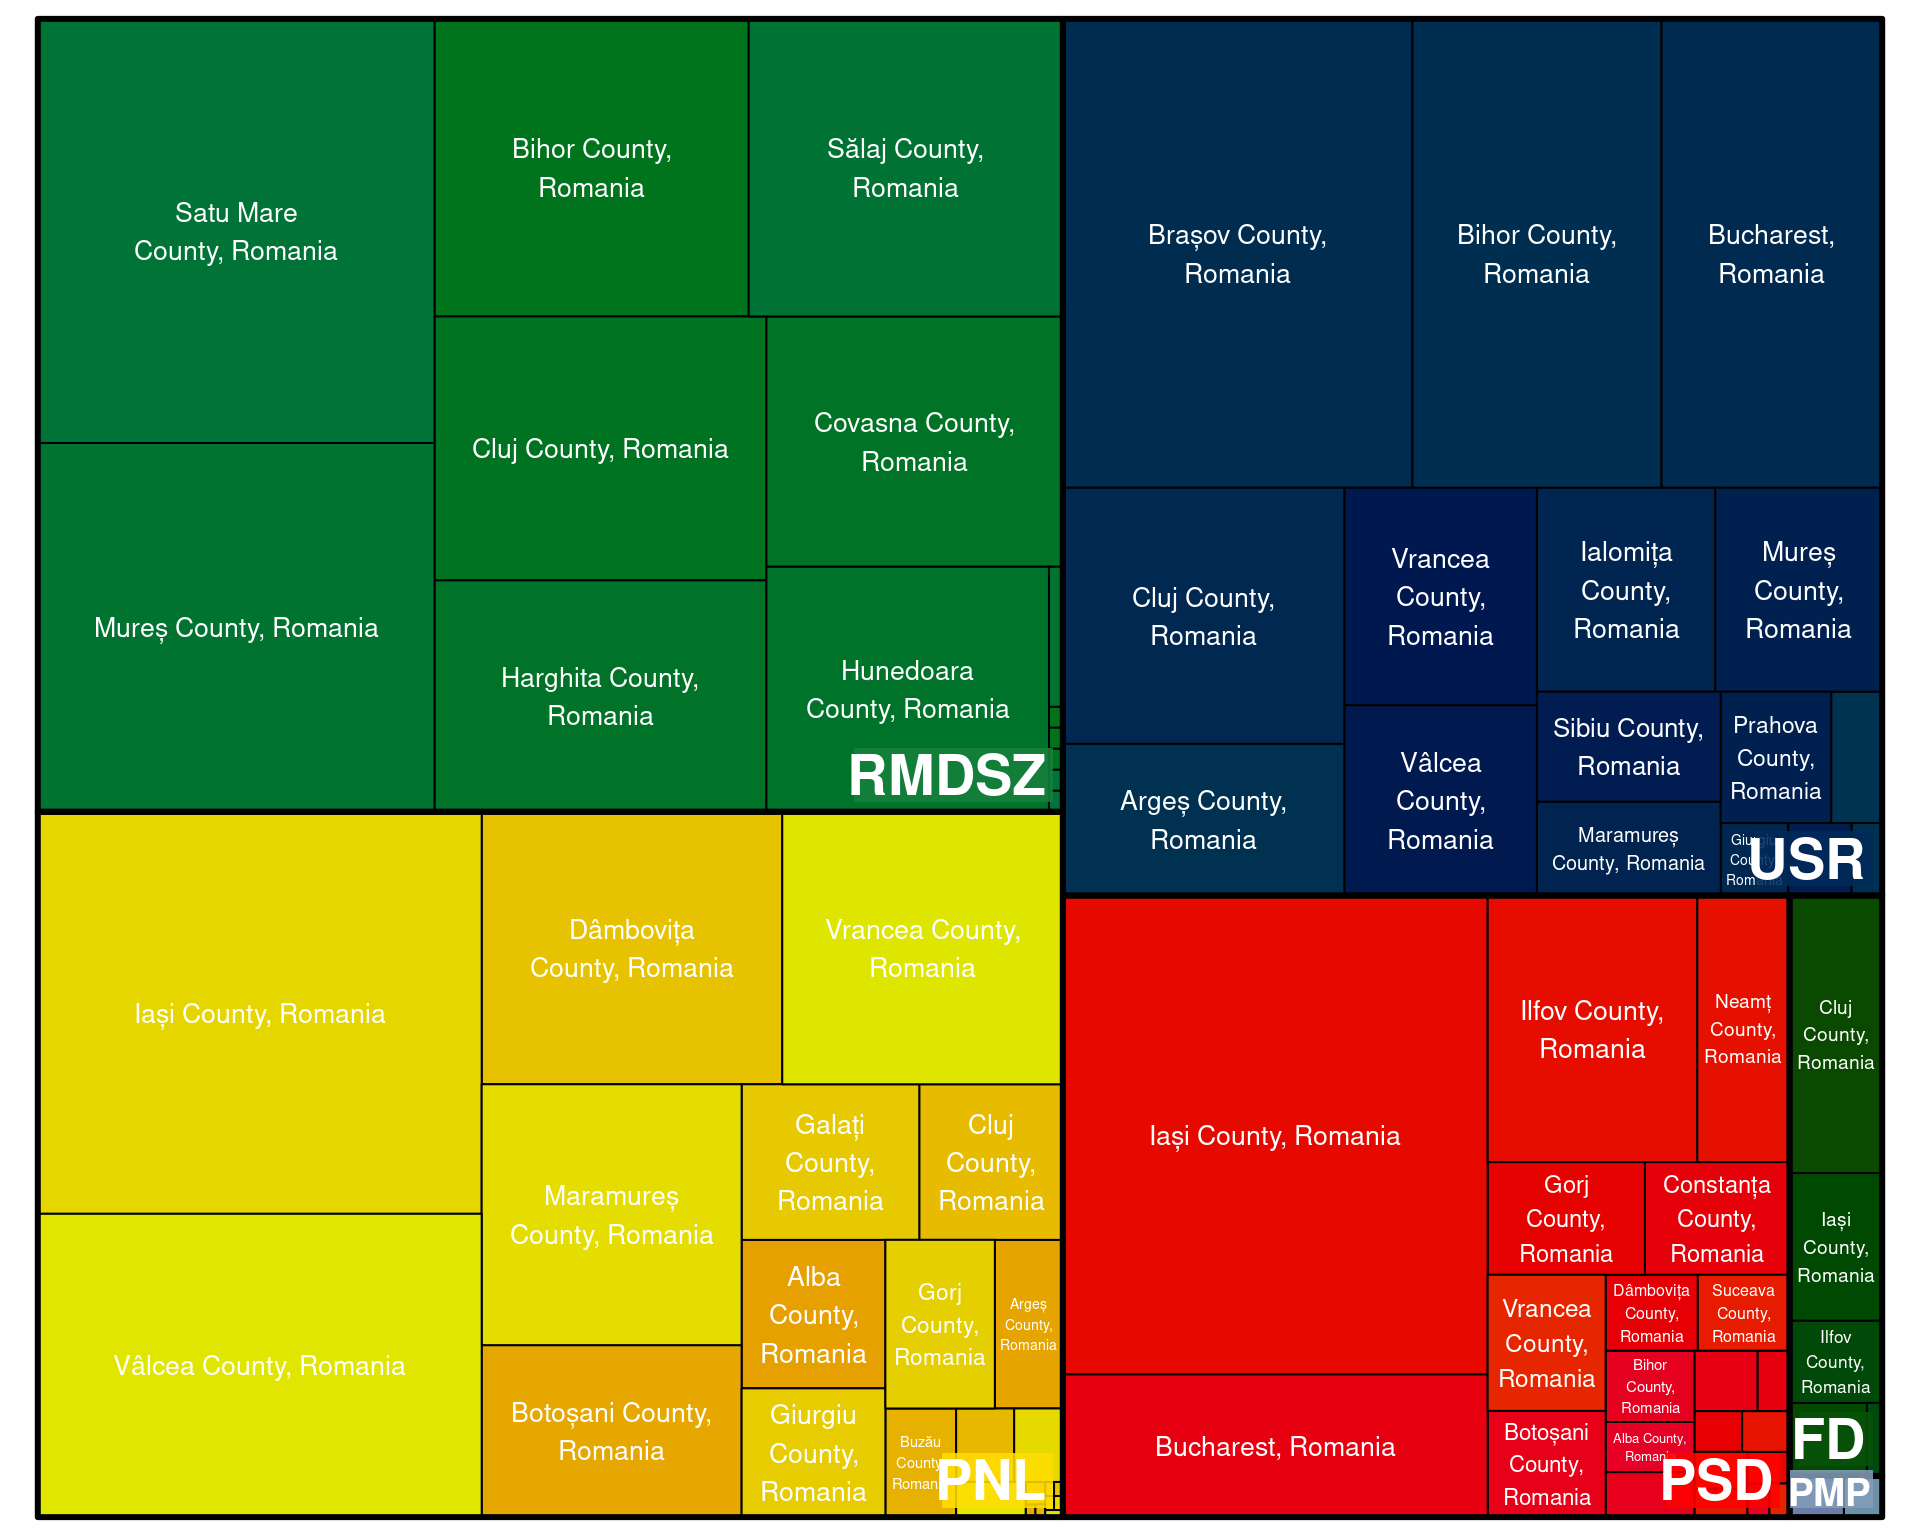 Satu Mare
County, Romania
Bihor County,
Romania
Sălaj County,
Romania
Mureș County, Romania
Cluj County, Romania
Covasna County,
Romania
Harghita County,
Romania
Hunedoara
County, Romania
RMDSZ
Brașov County,
Romania
Bihor County,
Romania
Bucharest,
Romania
Cluj County,
Romania
Argeș County,
Romania
Vrancea
County,
Romania
Vâlcea
County,
Romania
Ialomița
County,
Romania
Mureș
County,
Romania
Sibiu County,
Romania
Prahova
County,
Romania
Maramureș
County, Romania
Giurgiu
County,
Romania
USR
Iași County, Romania
Vâlcea County, Romania
Dâmbovița
County, Romania
Vrancea County,
Romania
Maramureș
County, Romania
Botoșani County,
Romania
Galați
County,
Romania
Cluj
County,
Romania
Alba
County,
Romania
Gorj
County,
Romania
Argeș
County,
Romania
Giurgiu
County,
Romania
Buzău
County,
Romania
PNL
Iași County, Romania
Bucharest, Romania
Ilfov County,
Romania
Neamț
County,
Romania
Gorj
County,
Romania
Constanța
County,
Romania
Vrancea
County,
Romania
Dâmbovița
County,
Romania
Suceava
County,
Romania
Bihor
County,
Romania
Botoșani
County,
Romania
Alba County,
Romania
PSD
Cluj
County,
Romania
Iași
County,
Romania
Ilfov
County,
Romania
FD
PMP